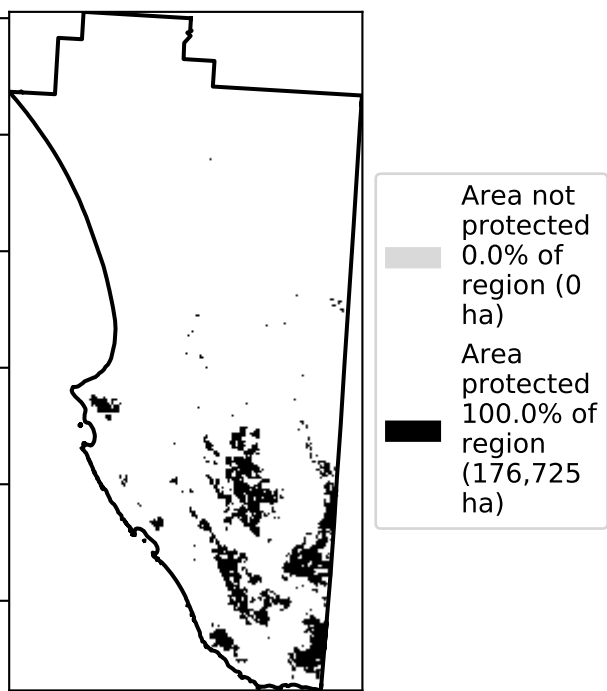 Area not
protected
0.0% of
region (0
ha)
Area
protected
100.0% of
region
(176,725
ha)